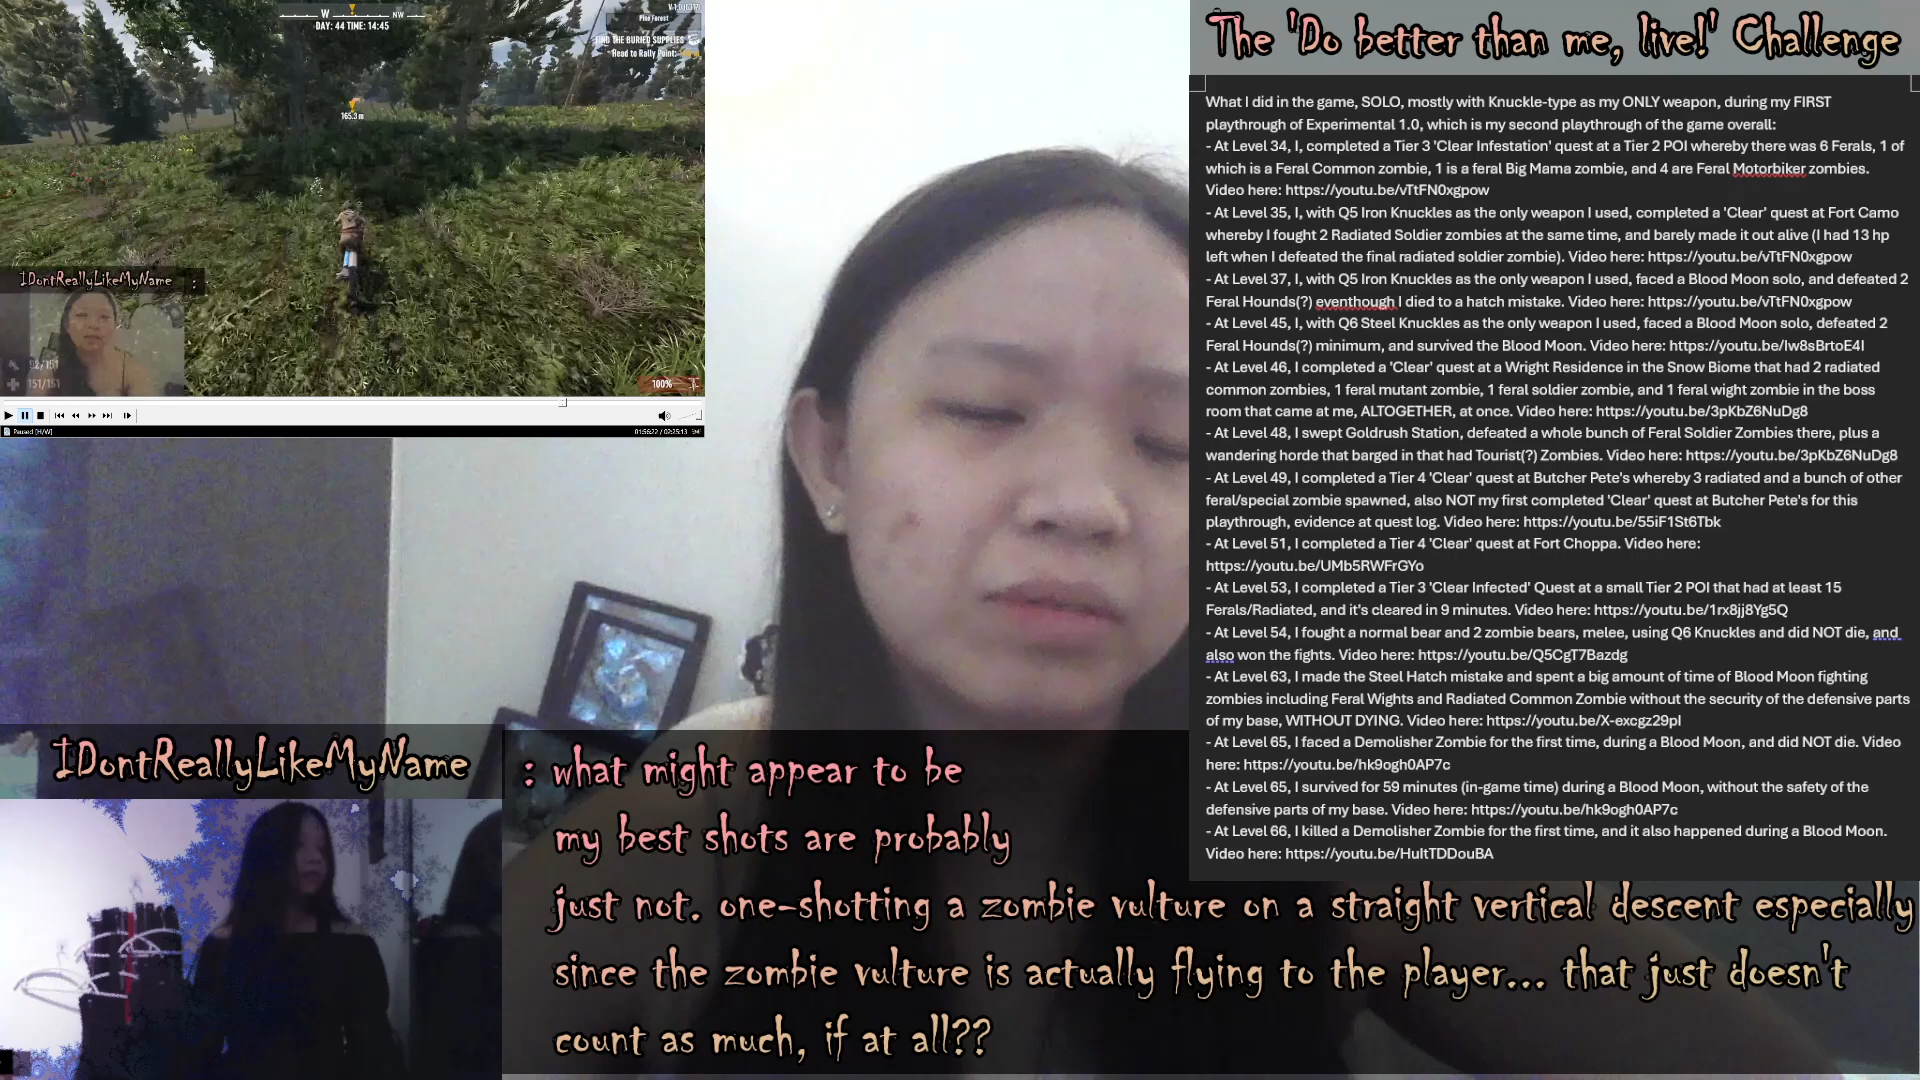 W
NW
DAY: 44 TIME: 14:45
Pine Forest
FIND THE BURIED SUPPLIES
Head to Rally Point:
165.3 m
IDontReallyLikeMyName :
92/151
151/151
100%
Paused [H/W]
01:56:22 / 02:25:13
The 'Do better than me, live!' Challenge
What I did in the game, SOLO, mostly with Knuckle-type as my ONLY weapon, during my FIRST
playthrough of Experimental 1.0, which is my second playthrough of the game overall:
- At Level 34, I, completed a Tier 3 'Clear Infestation' quest at a Tier 2 POI whereby there was 6 Ferals, 1 of
which is a Feral Common zombie, 1 is a feral Big Mama zombie, and 4 are Feral Motorbiker zombies.
Video here: https://youtu.be/vTtFN0xgpow
- At Level 35, I, with Q5 Iron Knuckles as the only weapon I used, completed a 'Clear' quest at Fort Camo
whereby I fought 2 Radiated Soldier zombies at the same time, and barely made it out alive (I had 13 hp
left when I defeated the final radiated soldier zombie). Video here: https://youtu.be/vTtFN0xgpow
- At Level 37, I, with Q5 Iron Knuckles as the only weapon I used, faced a Blood Moon solo, and defeated 2
Feral Hounds(?) eventhough I died to a hatch mistake. Video here: https://youtu.be/vTtFN0xgpow
- At Level 45, I, with Q6 Steel Knuckles as the only weapon I used, faced a Blood Moon solo, defeated 2
Feral Hounds(?) minimum, and survived the Blood Moon. Video here: https://youtu.be/Iw8sBrtoE4I
- At Level 46, I completed a 'Clear' quest at a Wright Residence in the Snow Biome that had 2 radiated
common zombies, 1 feral mutant zombie, 1 feral soldier zombie, and 1 feral wight zombie in the boss
room that came at me, ALTOGETHER, at once. Video here: https://youtu.be/3pKbZ6NuDg8
- At Level 48, I swept Goldrush Station, defeated a whole bunch of Feral Soldier Zombies there, plus a
wandering horde that barged in that had Tourist(?) Zombies. Video here: https://youtu.be/3pKbZ6NuDg8
- At Level 49, I completed a Tier 4 'Clear' quest at Butcher Pete's whereby 3 radiated and a bunch of other
feral/special zombie spawned, also NOT my first completed 'Clear' quest at Butcher Pete's for this
playthrough, evidence at quest log. Video here: https://youtu.be/55iF1St6Tbk
- At Level 51, I completed a Tier 4 'Clear' quest at Fort Choppa. Video here:
https://youtu.be/UMb5RWFrGYo
- At Level 53, I completed a Tier 3 'Clear Infected' Quest at a small Tier 2 POI that had at least 15
Ferals/Radiated, and it's cleared in 9 minutes. Video here: https://youtu.be/1rx8jj8Yg5Q
- At Level 54, I fought a normal bear and 2 zombie bears, melee, using Q6 Knuckles and did NOT die, and
also won the fights. Video here: https://youtu.be/Q5CgT7Bazdg
- At Level 63, I made the Steel Hatch mistake and spent a big amount of time of Blood Moon fighting
zombies including Feral Wights and Radiated Common Zombie without the security of the defensive parts
of my base, WITHOUT DYING. Video here: https://youtu.be/X-excgz29pI
- At Level 65, I faced a Demolisher Zombie for the first time, during a Blood Moon, and did NOT die. Video
here: https://youtu.be/hk9ogh0AP7c
- At Level 65, I survived for 59 minutes (in-game time) during a Blood Moon, without the safety of the
defensive parts of my base. Video here: https://youtu.be/hk9ogh0AP7c
- At Level 66, I killed a Demolisher Zombie for the first time, and it also happened during a Blood Moon.
Video here: https://youtu.be/HuItTDDouBA
IDontReallyLikeMyName
: what might appear to be
my best shots are probably
just not. one-shotting a zombie vulture on a straight vertical descent especially
since the zombie vulture is actually flying to the player... that just doesn't
count as much, if at all??